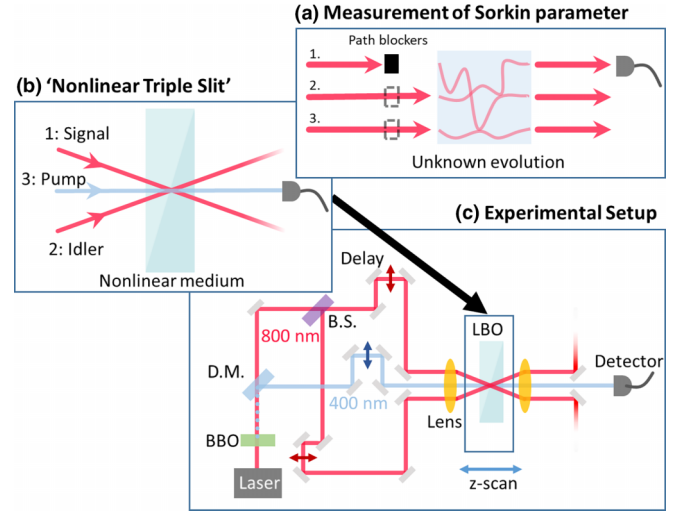 (a) Measurement of Sorkin parameter
Path blockers
1.
2.
3.
Unknown evolution
(b) 'Nonlinear Triple Slit'
1: Signal
3: Pump
2: Idler
Nonlinear medium
(c) Experimental Setup
Delay
LBO
800 nm
B.S.
Detector
D.M.
400 nm
Lens
BBO
Laser
z-scan